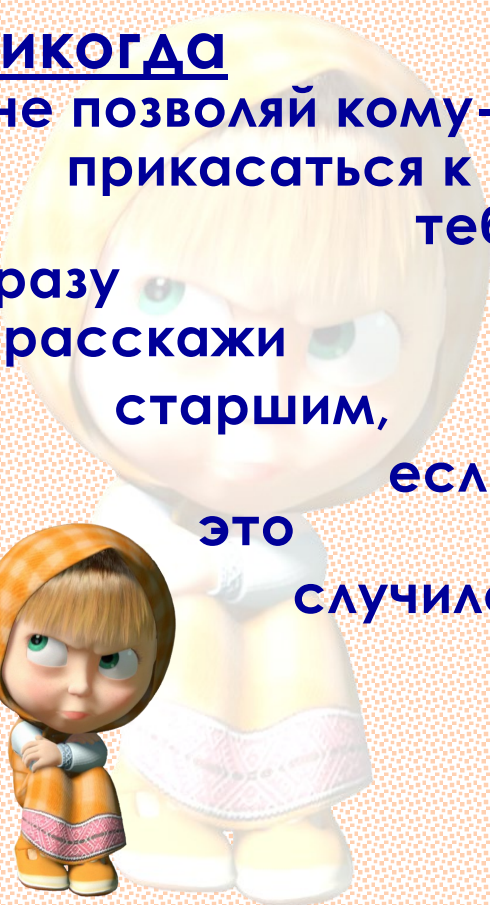 икогда
не позволяй кому-
прикасаться к
теб
разу
расскажи
старшим,
есл
это
случил